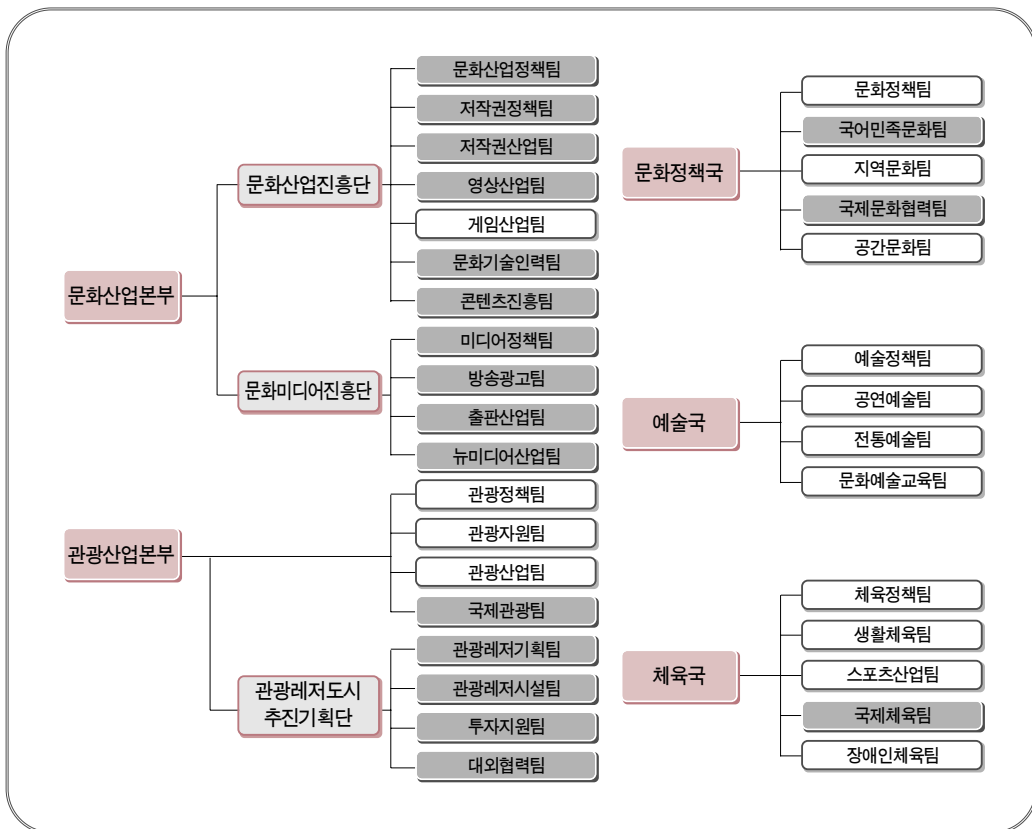 문화산업본부
문화산업진흥단
문화산업정책팀
저작권정책팀
저작권산업팀
영상산업팀
게임산업팀
문화기술인력팀
콘텐츠진흥팀
문화미디어진흥단
미디어정책팀
방송광고팀
출판산업팀
뉴미디어산업팀
관광산업본부
관광정책팀
관광자원팀
관광산업팀
국제관광팀
관광레저도시
추진기획단
관광레저기획팀
관광레저시설팀
투자지원팀
대외협력팀
문화정책국
문화정책팀
국어민족문화팀
지역문화팀
국제문화협력팀
공간문화팀
예술국
예술정책팀
공연예술팀
전통예술팀
문화예술교육팀
체육국
체육정책팀
생활체육팀
스포츠산업팀
국제체육팀
장애인체육팀